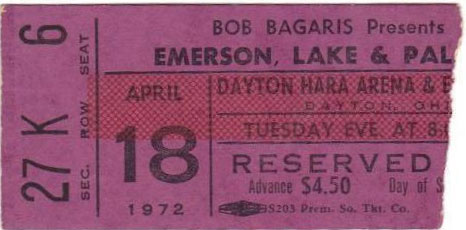 6 SEAT
K ROW
27 SEC.
BOB BAGARIS Presents
EMERSON, LAKE & PAL
DAYTON HARA ARENA & E
DAYTON, OHI
TUESDAY EVE. AT 8:0
APRIL
18
1972
RESERVED
Advance $4.50 Day of S
S203 Prem. So. Tkt. Co.